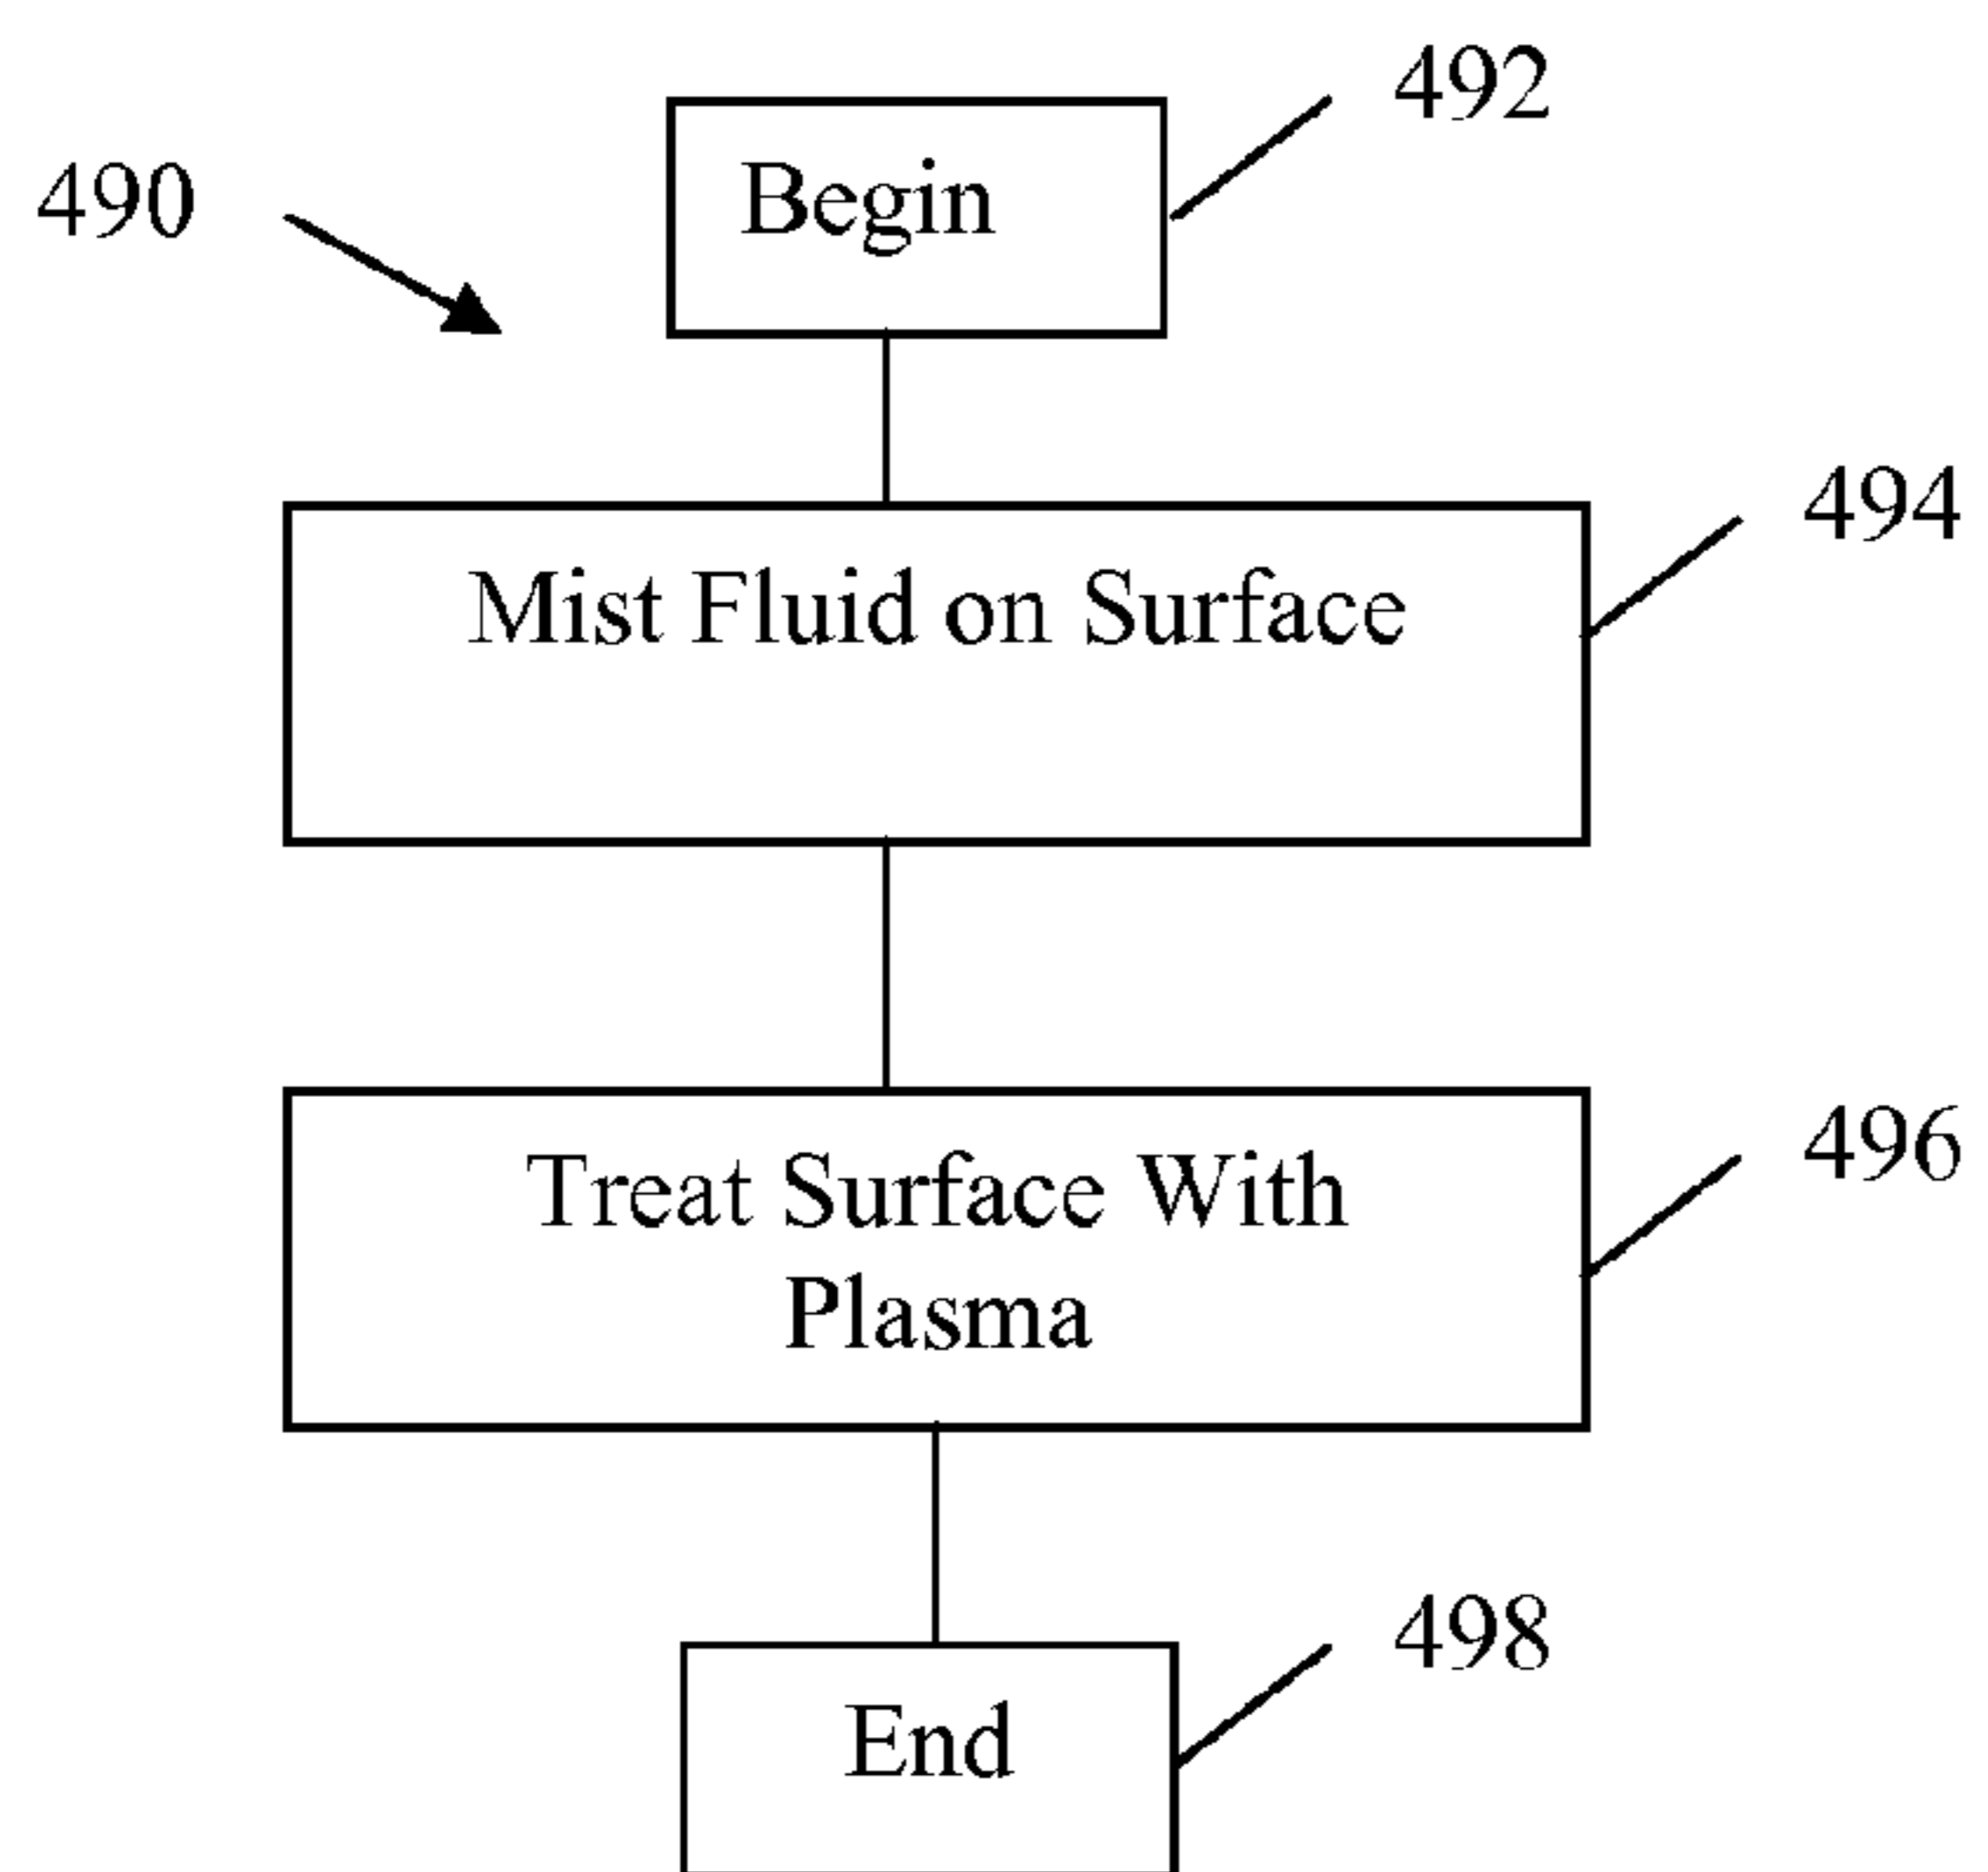 492
490
Begin
494
Mist Fluid on Surface
496
Treat Surface With
Plasma
498
End